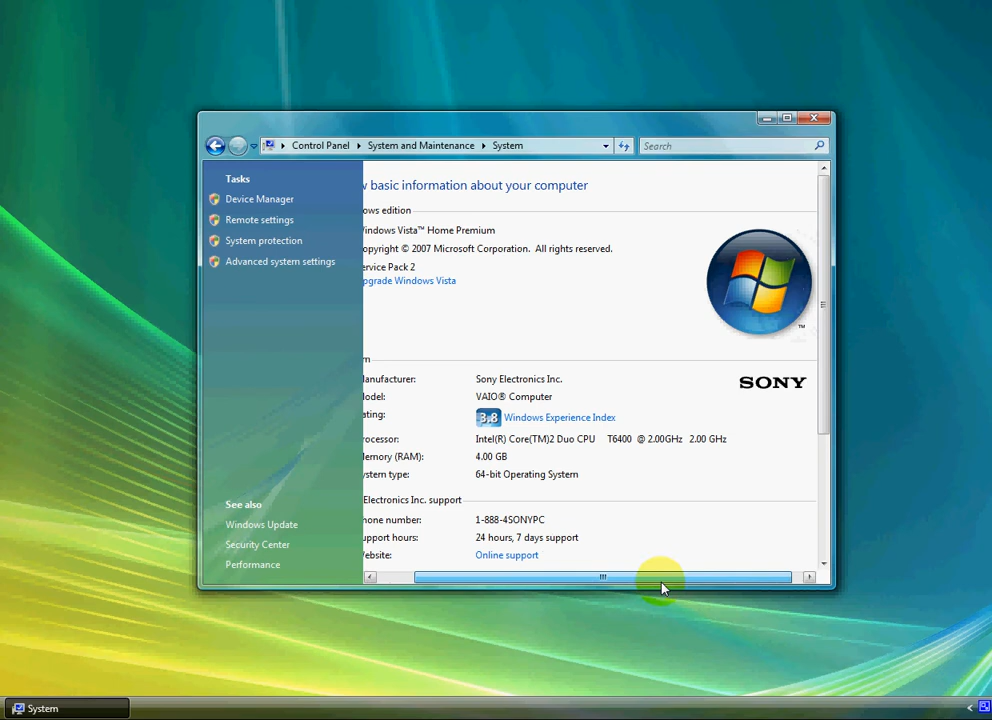 Control Panel System and Maintenance System
Search
Tasks
Device Manager
Remote settings
System protection
Advanced system settings
See also
Windows Update
Security Center
Performance
w basic information about your computer
ows edition
indows Vista™ Home Premium
opyright © 2007 Microsoft Corporation. All rights reserved.
ervice Pack 2
pgrade Windows Vista
TM
m
anufacturer: Sony Electronics Inc.
SONY
odel: VAIO® Computer
ating: 3.8 Windows Experience Index
rocessor: Intel(R) Core(TM)2 Duo CPU T6400 @ 2.00GHz 2.00 GHz
emory (RAM): 4.00 GB
ystem type: 64-bit Operating System
Electronics Inc. support
hone number: 1-888-4SONYPC
upport hours: 24 hours, 7 days support
ebsite: Online support
System